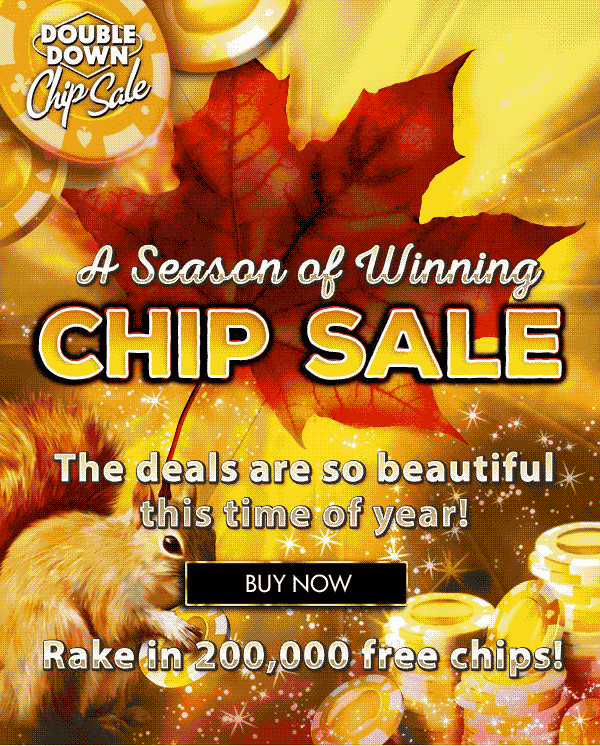 DOUBLE
DOWN
Chip Sale
A Season of Winning
CHIP SALE
The deals are so beautiful
this time of year!
BUY NOW
Rake in 200,000 free chips!